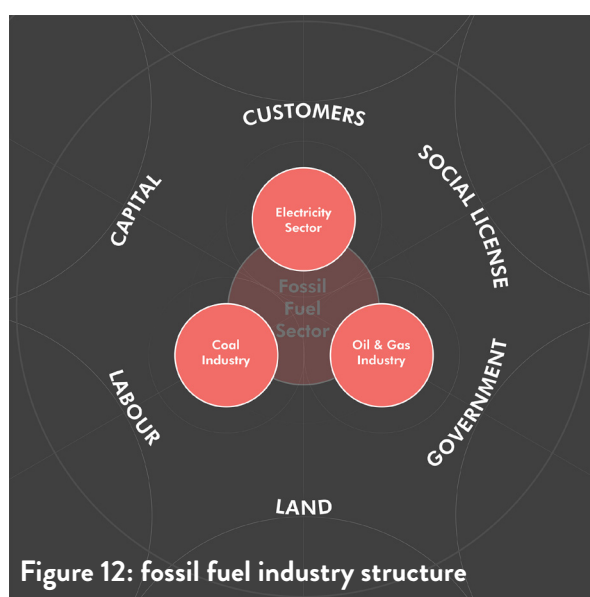 CUSTOMERS
SOCIAL LICENSE
CAPITAL
Electricity
Sector
Fossil
Fuel
Sector
Coal
Industry
Oil & Gas
Industry
GOVERNMENT
LABOUR
LAND
Figure 12: fossil fuel industry structure